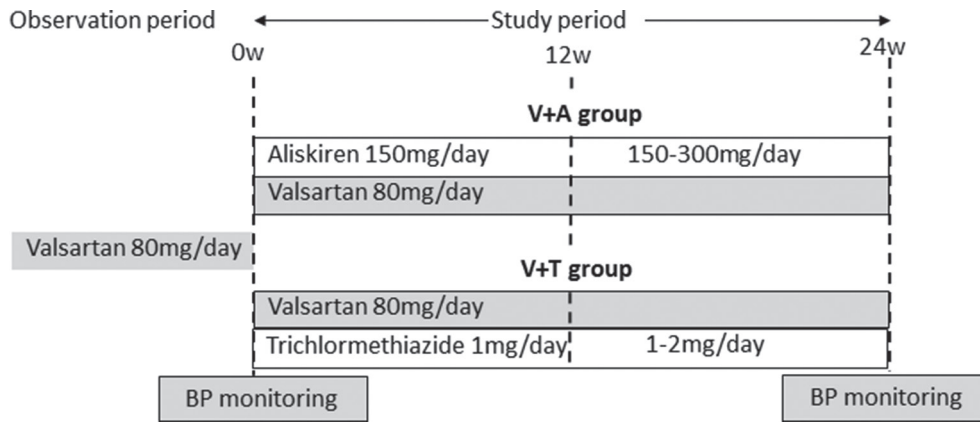 Observation period
Study period
0w
12w
24w
V+A group
Aliskiren 150mg/day
150-300mg/day
Valsartan 80mg/day
Valsartan 80mg/day
V+T group
Valsartan 80mg/day
Trichlormethiazide 1mg/day
1-2mg/day
BP monitoring
BP monitoring